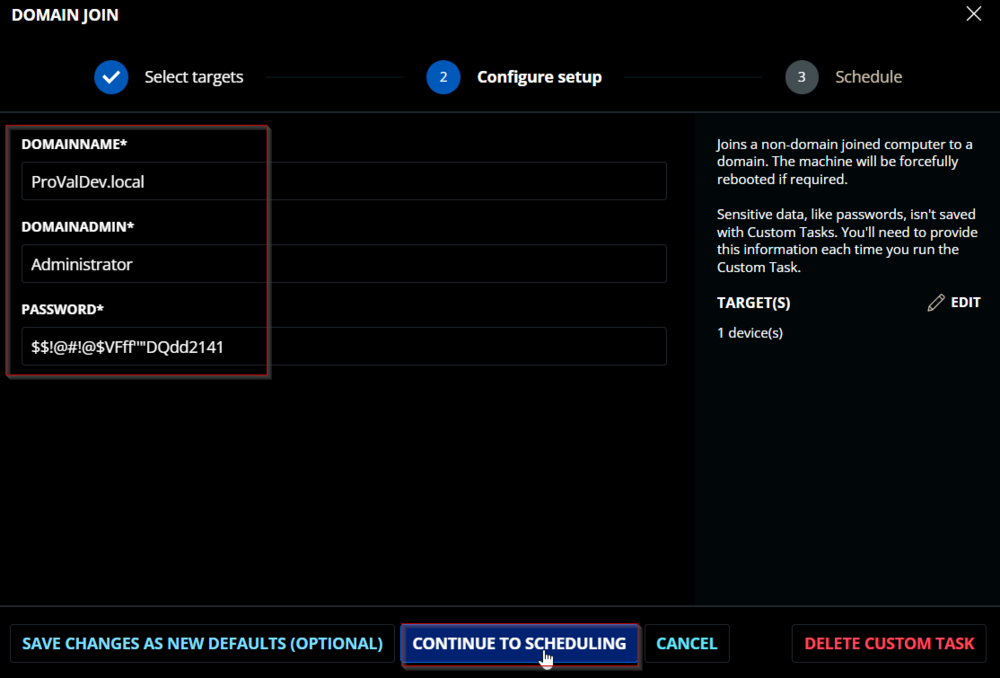 DOMAIN JOIN
Select targets
2
Configure setup
3
Schedule
DOMAINNAME*
ProValDev.local
DOMAINADMIN*
Administrator
PASSWORD*
$$!@#!@$VFff'"'DQdd2141
Joins a non-domain joined computer to a
domain. The machine will be forcefully
rebooted if required.
Sensitive data, like passwords, isn't saved
with Custom Tasks. You'll need to provide
this information each time you run the
Custom Task.
TARGET(S)
EDIT
1 device(s)
SAVE CHANGES AS NEW DEFAULTS (OPTIONAL)
CONTINUE TO SCHEDULING
CANCEL
DELETE CUSTOM TASK